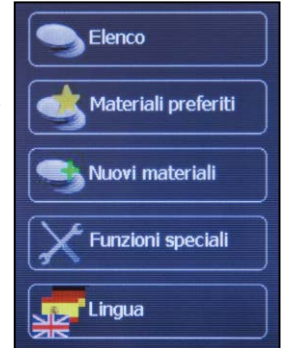 Elenco
Materiali preferiti
Nuovi materiali
Funzioni speciali
Lingua